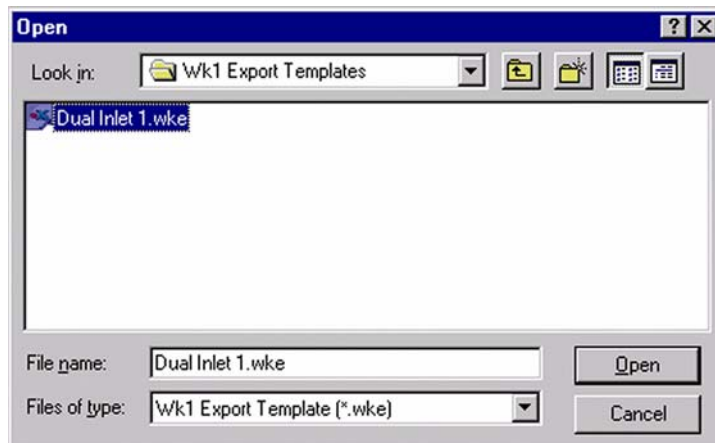 Open
Look in: Wk1 Export Templates
Dual Inlet 1.wke
File name: Dual Inlet 1.wke Open
Files of type: Wk1 Export Template (*.wke) Cancel